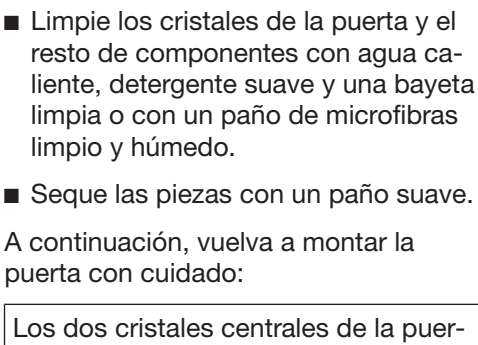 ■ Limpie los cristales de la puerta y el
resto de componentes con agua ca-
liente, detergente suave y una bayeta
limpia o con un paño de microfibras
limpio y húmedo.
■ Seque las piezas con un paño suave.
A continuación, vuelva a montar la
puerta con cuidado:
Los dos cristales centrales de la puer-